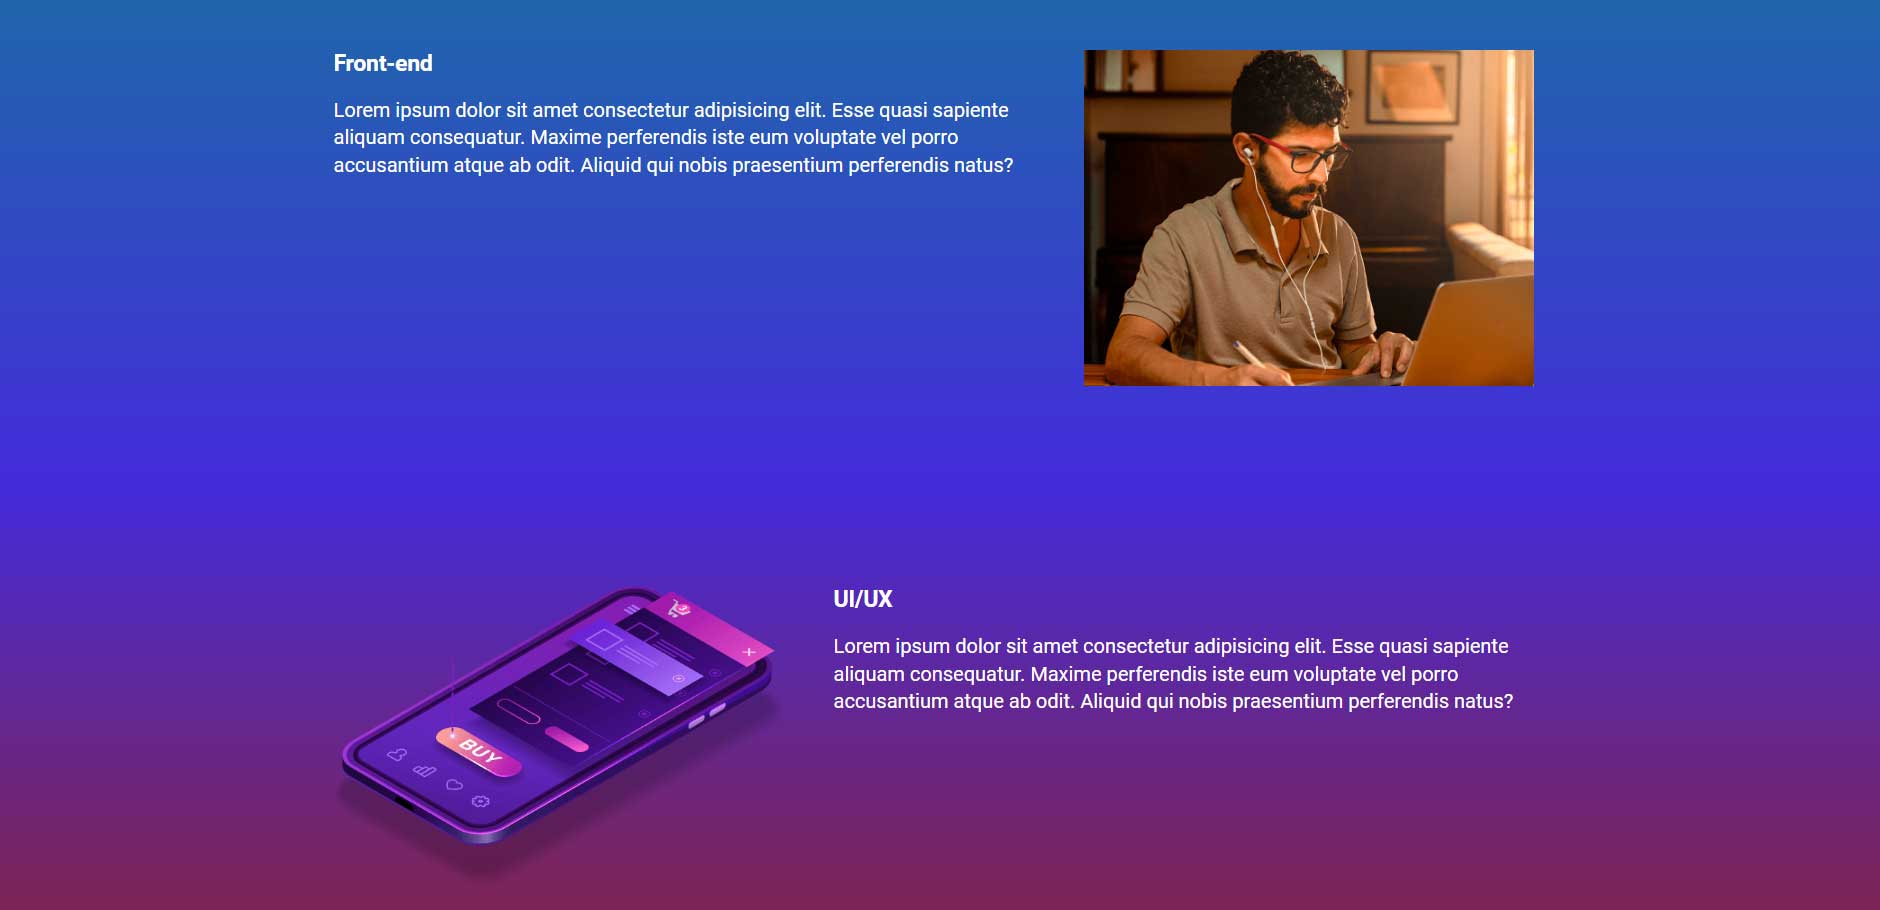 Front-end
Lorem ipsum dolor sit amet consectetur adipisicing elit. Esse quasi sapiente
aliquam consequatur. Maxime perferendis iste eum voluptate vel porro
accusantium atque ab odit. Aliquid qui nobis praesentium perferendis natus?
UI/UX
Lorem ipsum dolor sit amet consectetur adipisicing elit. Esse quasi sapiente
aliquam consequatur. Maxime perferendis iste eum voluptate vel porro
accusantium atque ab odit. Aliquid qui nobis praesentium perferendis natus?
BUY